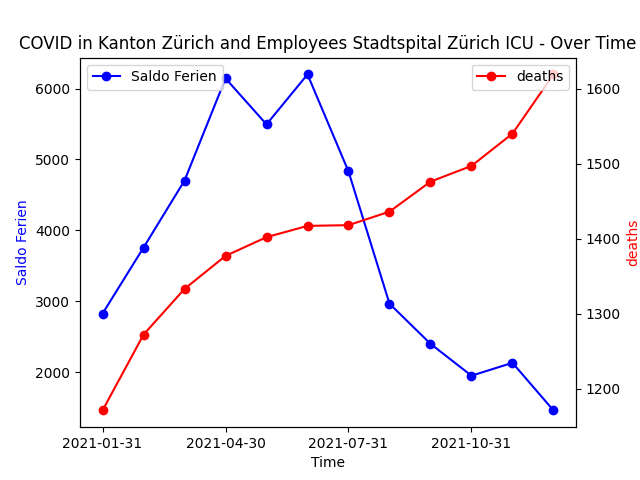 COVID in Kanton Zürich and Employees Stadtspital Zürich ICU - Over Time
Saldo Ferien
deaths
6000
5000
4000
3000
2000
Saldo Ferien
1600
1500
1400
1300
1200
deaths
2021-01-31
2021-04-30
2021-07-31
2021-10-31
Time